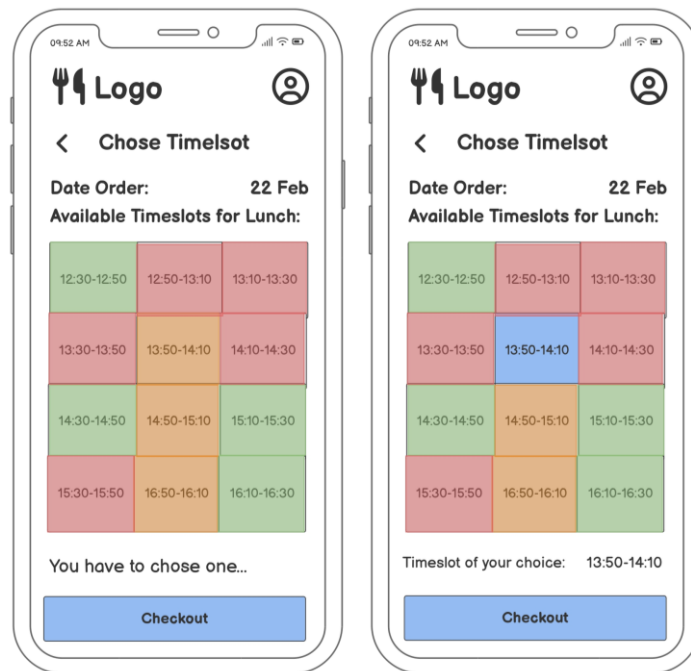 09:52 AM
Logo
Chose Timelsot
Date Order: 22 Feb
Available Timeslots for Lunch:
12:30-12:50 12:50-13:10 13:10-13:30
13:30-13:50 13:50-14:10 14:10-14:30
14:30-14:50 14:50-15:10 15:10-15:30
15:30-15:50 16:50-16:10 16:10-16:30
You have to chose one...
Checkout
09:52 AM
Logo
Chose Timelsot
Date Order: 22 Feb
Available Timeslots for Lunch:
12:30-12:50 12:50-13:10 13:10-13:30
13:30-13:50 13:50-14:10 14:10-14:30
14:30-14:50 14:50-15:10 15:10-15:30
15:30-15:50 16:50-16:10 16:10-16:30
Timeslot of your choice: 13:50-14:10
Checkout